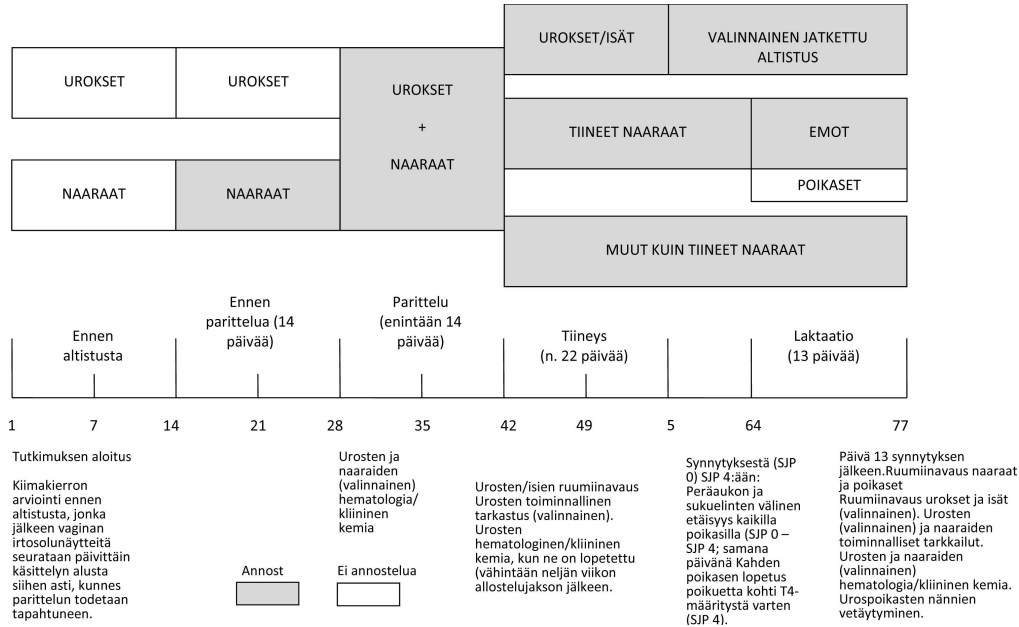 UROKSET
UROKSET
UROKSET
+
NAARAAT
UROKSET/ISÄT
VALINNAINEN JATKETTU
ALTISTUS
NAARAAT
NAARAAT
TIINEET NAARAAT
EMOT
POIKASET
MUUT KUIN TIINEET NAARAAT
Ennen
altistusta
Ennen
parittelua (14
päivää)
Parittelu
(enintään 14
päivää)
Tiineys
(n. 22 päivää)
Laktaatio
(13 päivää)
1 7 14 21 28 35 42 49 5 64 77
Tutkimuksen aloitus
Kiimakierron
arviointi ennen
altistusta, jonka
jälkeen vaginan
irtosolunäytteitä
seurataan päivittäin
käsittelyn alusta
siihen asti, kunnes
parittelun todetaan
tapahtuneen.
Annost
Urosten ja
naaraiden
(valinnainen)
hematologia/
kliininen
kemia
Ei annostelua
Urosten/isien ruumiinavaus
Urosten toiminnallinen
tarkastus (valinnainen).
Urosten
hematologinen/kliininen
kemia, kun ne on lopetettu
(vähintään neljän viikon
allostelujakson jälkeen.
Synnytyksestä (SJP
0) SJP 4:ään:
Peräaukon ja
sukuelinten välinen
etäisyys kaikilla
poikasilla (SJP 0 –
SJP 4; samana
päivänä Kahden
poikasen lopetus
poikuetta kohti T4-
määritystä varten
(SJP 4).
Päivä 13 synnytyksen
jälkeen.Ruumiinavaus naaraat
ja poikaset
Ruumiinavaus urokset ja isät
(valinnainen). Urosten
(valinnainen) ja naaraiden
toiminnalliset tarkkailut.
Urosten ja naaraiden
(valinnainen)
hematologia/kliininen kemia.
Urospoikasten nännien
vetäytyminen.